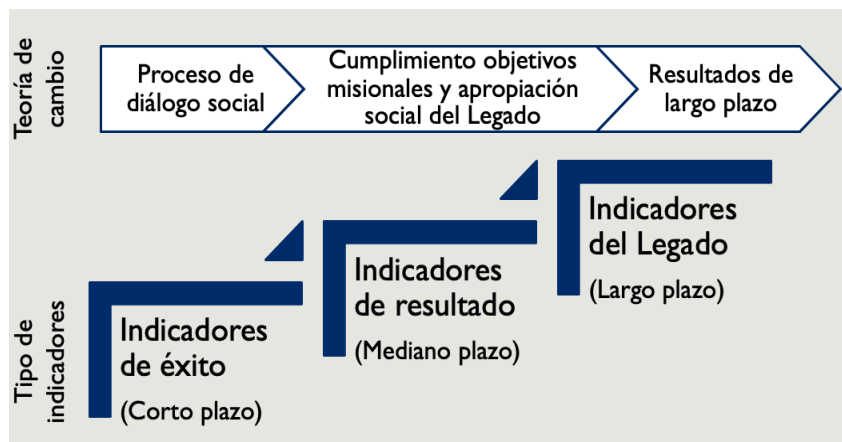 Teoría de
cambio
Proceso de
diálogo social
Cumplimiento objetivos
misionales y apropiación
social del Legado
Resultados de
largo plazo
Tipo de
indicadores
Indicadores
de éxito
(Corto plazo)
Indicadores
de resultado
(Mediano plazo)
Indicadores
del Legado
(Largo plazo)